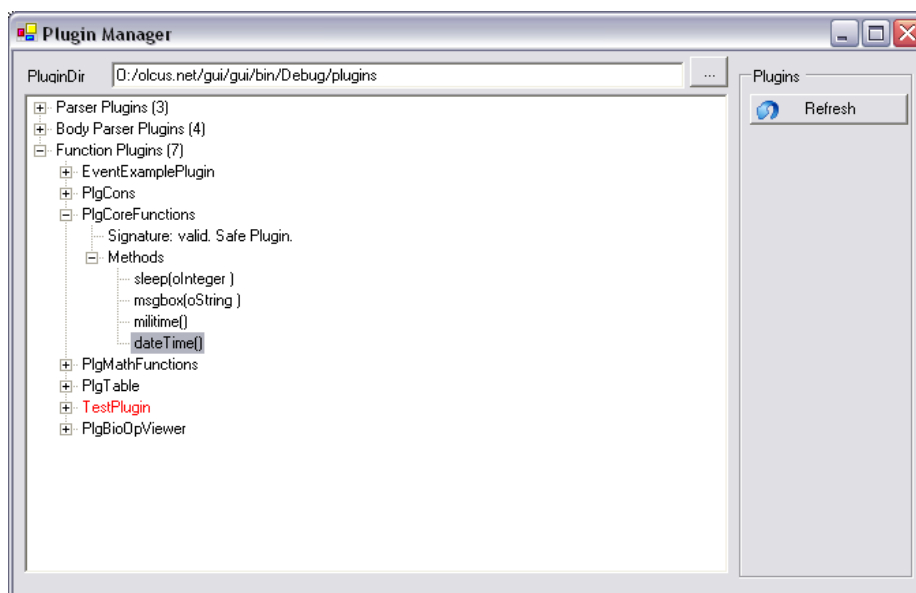 Plugin Manager
PluginDir O:/olcus.net/gui/gui/bin/Debug/plugins ...
Plugins
Refresh
Parser Plugins (3)
Body Parser Plugins (4)
Function Plugins (7)
EventExamplePlugin
PlgCons
PlgCoreFunctions
Signature: valid. Safe Plugin.
Methods
sleep(oInteger )
msgbox(oString )
militime()
dateTime()
PlgMathFunctions
PlgTable
TestPlugin
PlgBioOpViewer